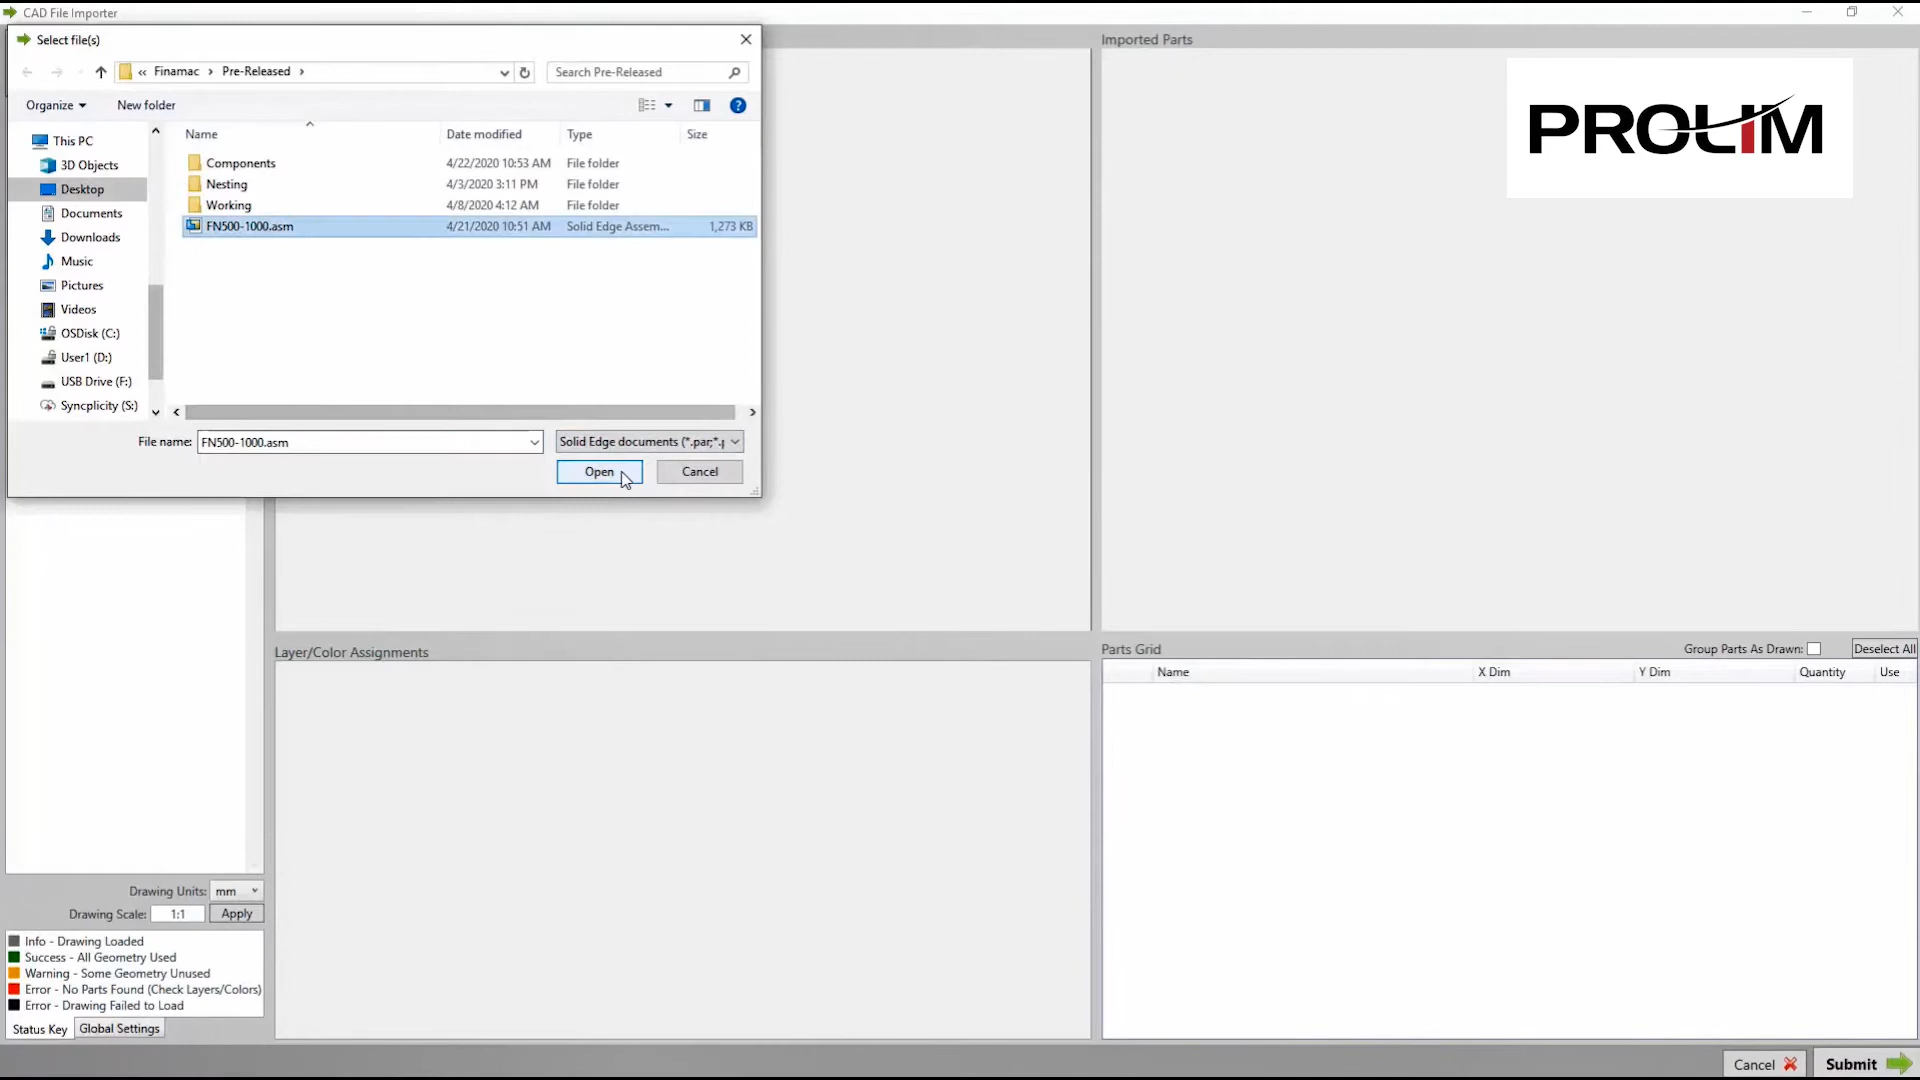 CAD File Importer
Select file(s)
« Finamac › Pre-Released ›
Search Pre-Released
Organize
New folder
Name
Date modified
Type
Size
This PC
3D Objects
Desktop
Documents
Downloads
Music
Pictures
Videos
OSDisk (C:)
User1 (D:)
USB Drive (F:)
Syncplicity (S:)
Components 4/22/2020 10:53 AM File folder
Nesting 4/3/2020 3:11 PM File folder
Working 4/8/2020 4:12 AM File folder
FN500-1000.asm 4/21/2020 10:51 AM Solid Edge Assem... 1,273 KB
File name: FN500-1000.asm
Solid Edge documents (*.par;*.p
Open
Cancel
Imported Parts
PROLIM
Layer/Color Assignments
Parts Grid
Group Parts As Drawn:
Deselect All
Name
X Dim
Y Dim
Quantity
Use
Drawing Units: mm
Drawing Scale: 1:1 Apply
Info - Drawing Loaded
Success - All Geometry Used
Warning - Some Geometry Unused
Error - No Parts Found (Check Layers/Colors)
Error - Drawing Failed to Load
Status Key
Global Settings
Cancel
Submit